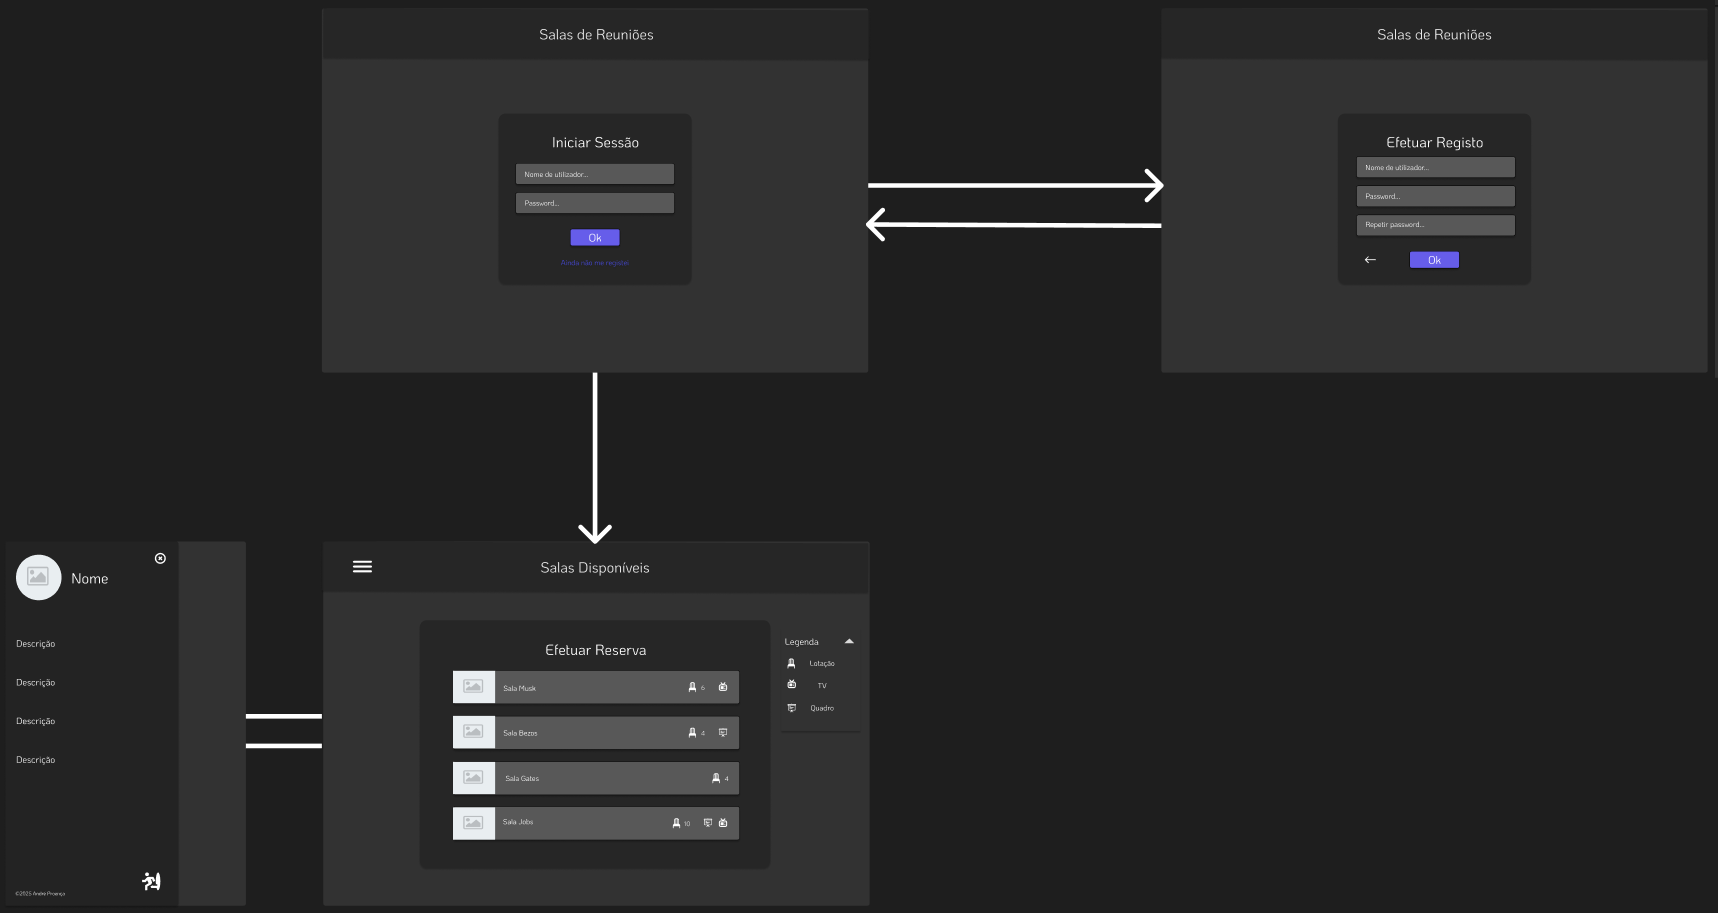 Salas de Reuniões
Iniciar Sessão
Nome de utilizador...
Password...
Ok
Ainda não me registei
Salas de Reuniões
Efetuar Registo
Nome de utilizador...
Password...
Repetir password...
Ok
Nome
Descrição
Descrição
Descrição
Descrição
©2025 André Proença
Salas Disponíveis
Efetuar Reserva
Sala Musk
6
Sala Bezos
4
Sala Gates
4
Sala Jobs
10
Legenda
Lotação
TV
Quadro